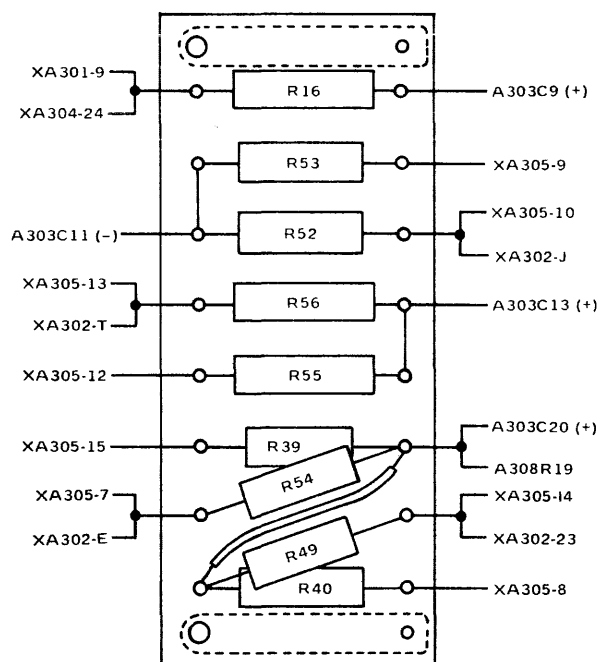 XA301-9
XA304-24
R16
A303C9 (+)
R53
XA305-9
A303C11 (−)
R52
XA305-10
XA302-J
XA305-13
XA302-T
R56
A303C13 (+)
XA305-12
R55
XA305-15
R39
A303C20 (+)
A308R19
R54
XA305-7
XA302-E
XA305-14
XA302-23
R49
R40
XA305-8